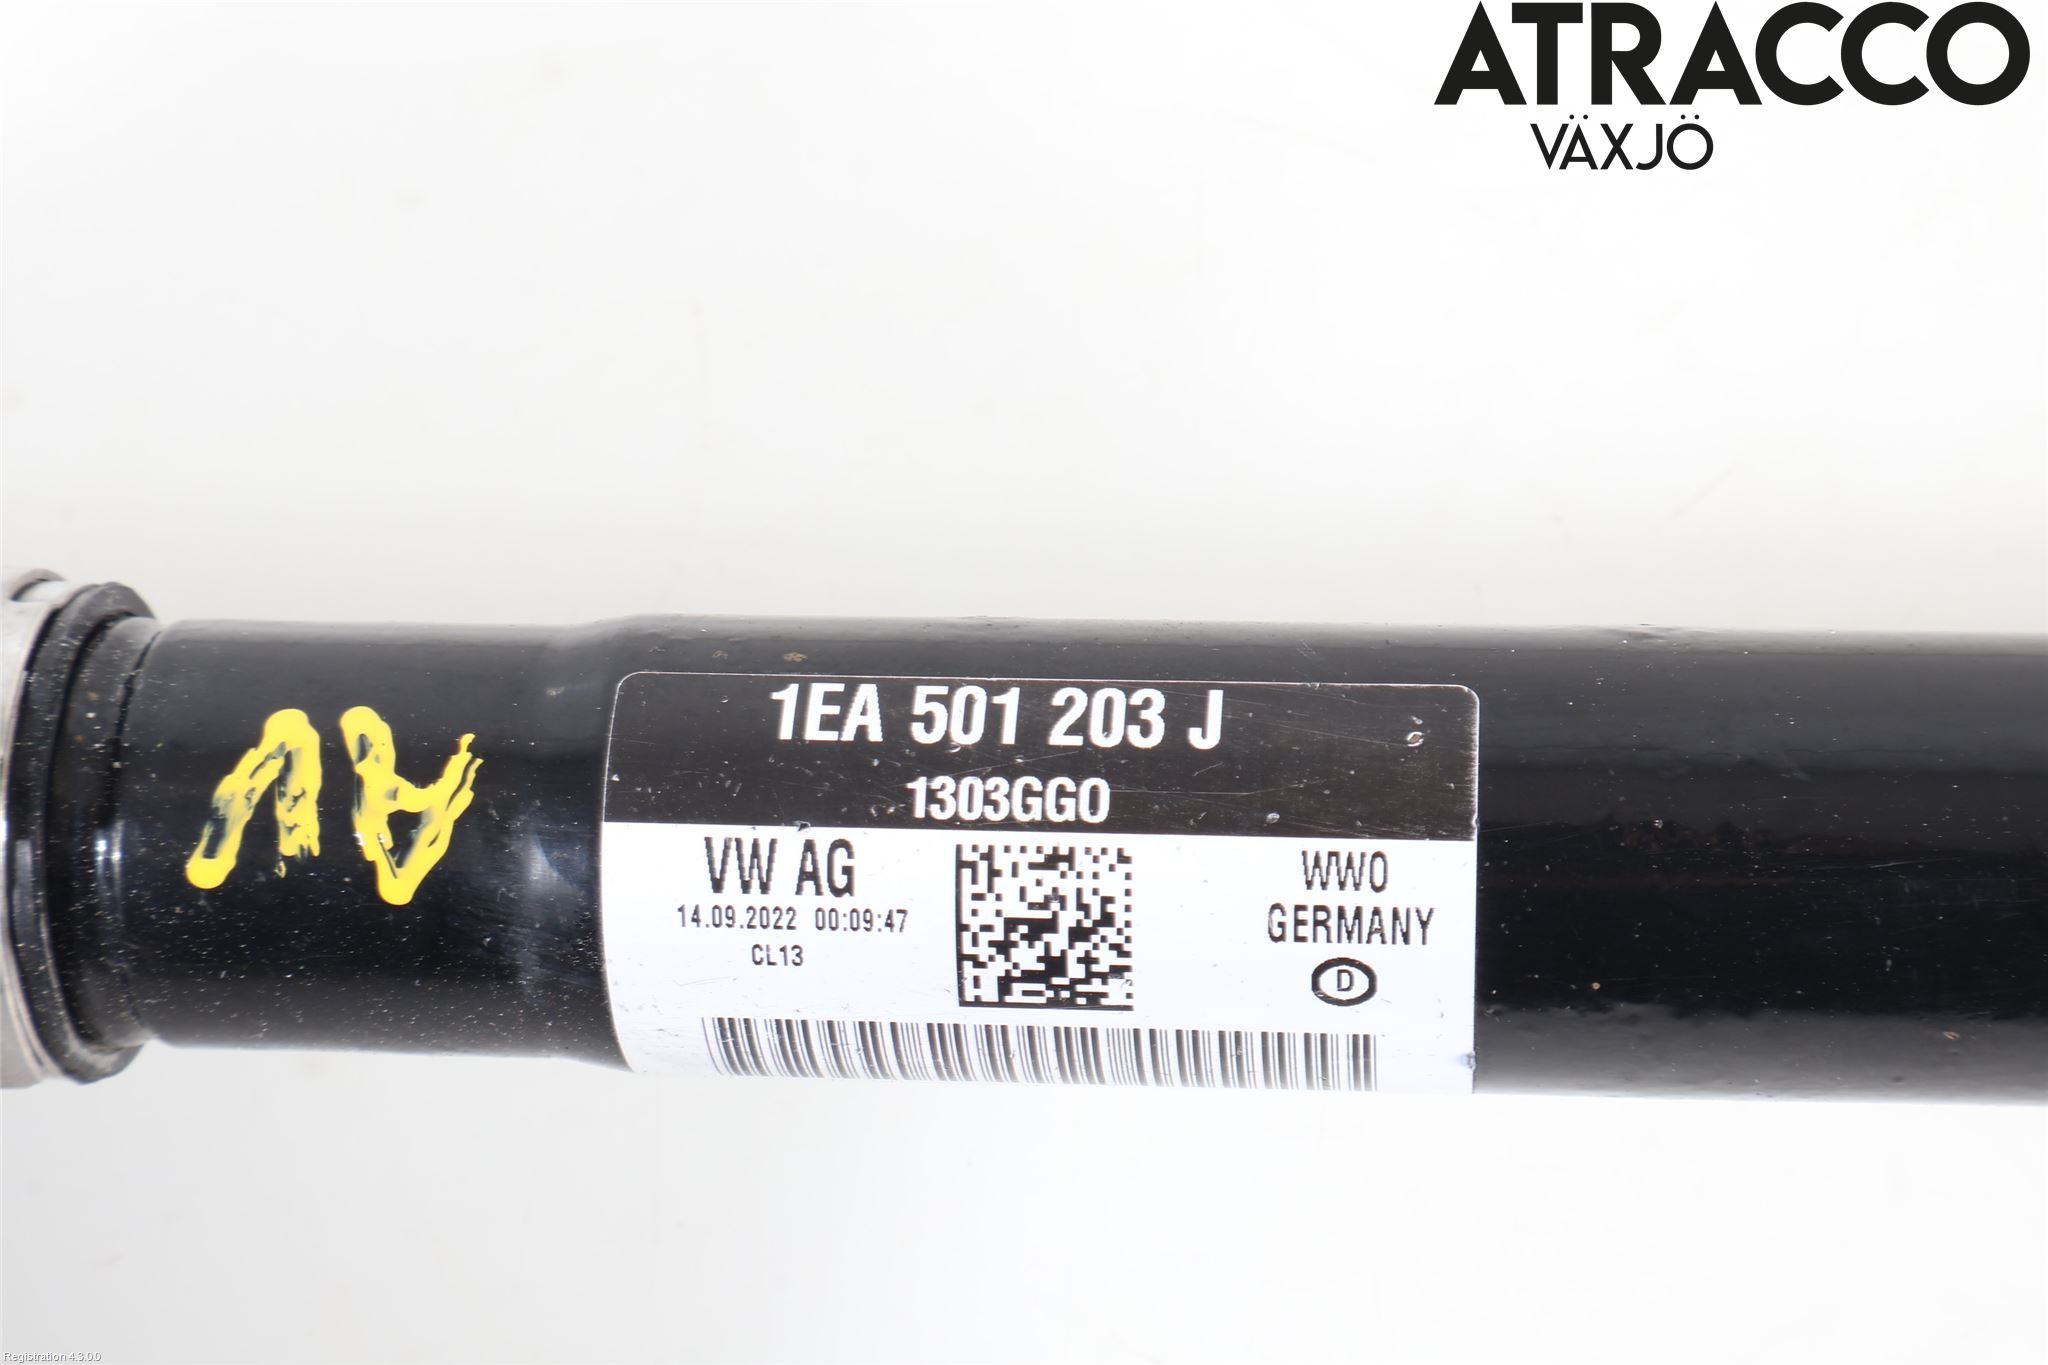 ATRACCO
VÄXJÖ
1EA 501 203 J
1303GG0
VW AG
14.09.2022 00:09:47
CL13
WW0
GERMANY
D
Registration 4.3.0.0